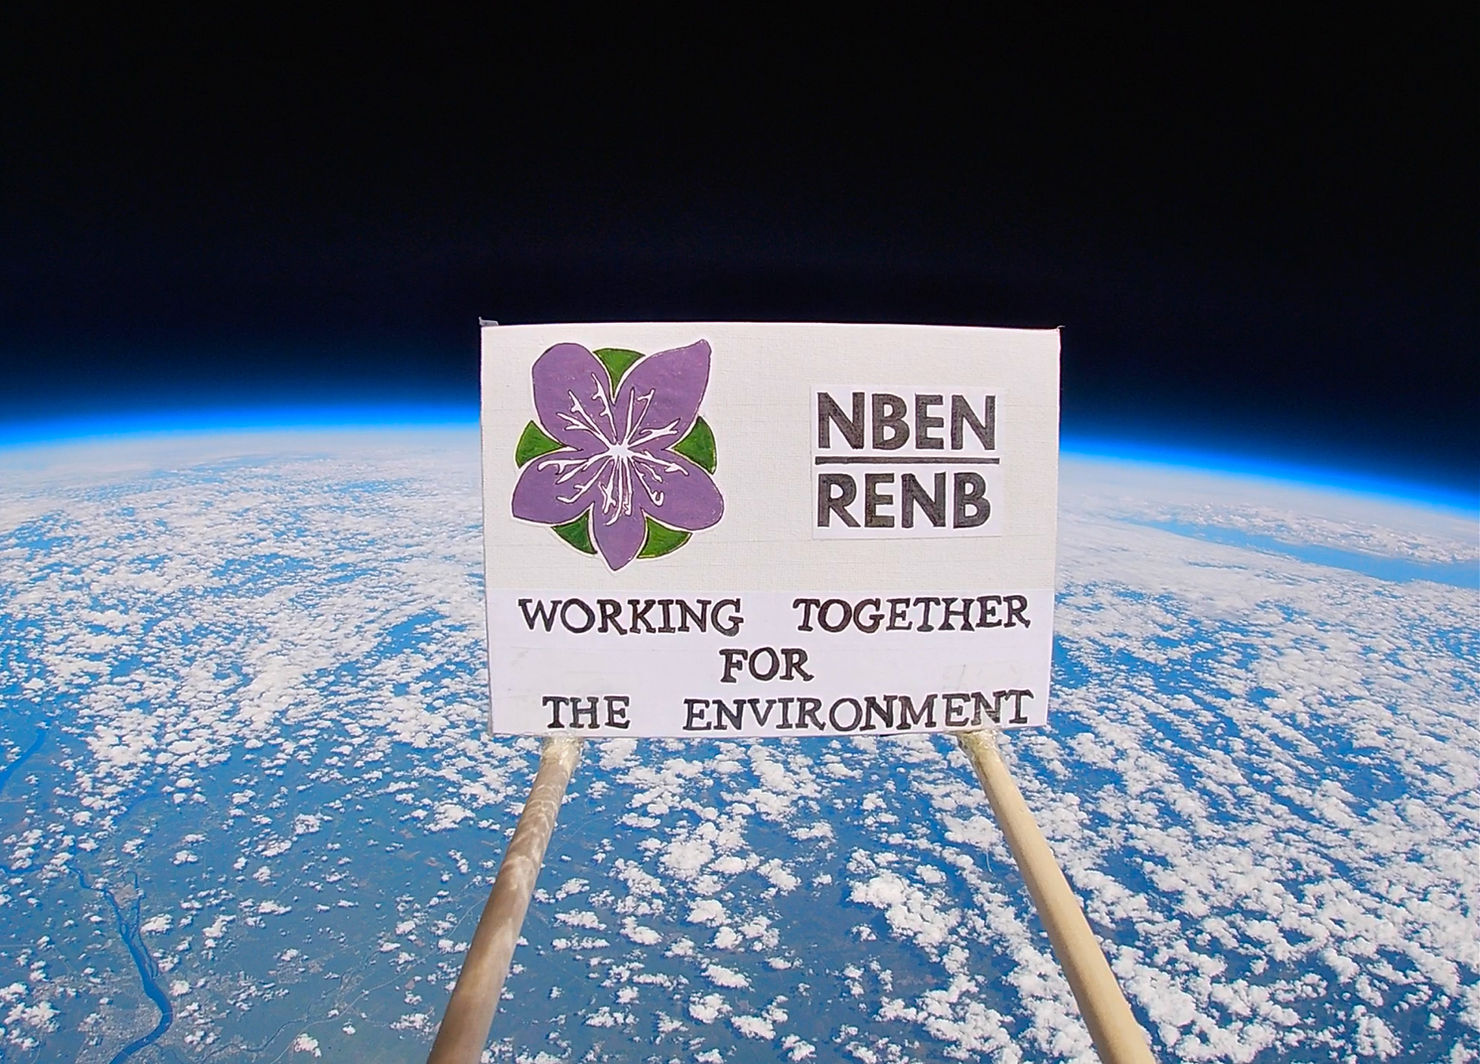 NBEN
RENB
WORKING TOGETHER
FOR
THE ENVIRONMENT